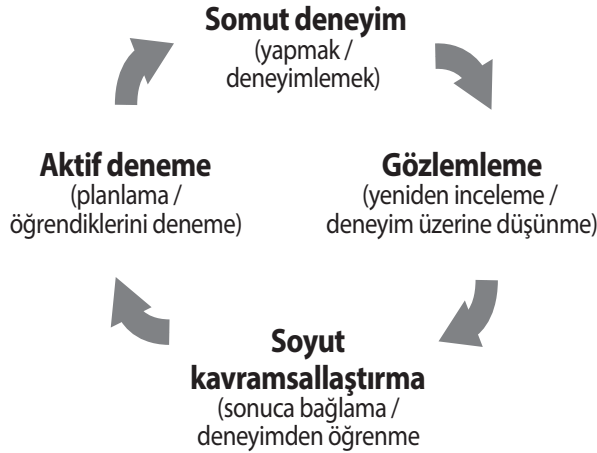 Somut deneyim
(yapmak /
deneyimlemek)
Aktif deneme
(planlama /
öğrendiklerini deneme)
Gözlemleme
(yeniden inceleme /
deneyim üzerine düşünme)
Soyut
kavramsallaştırma
(sonuca bağlama /
deneyimden öğrenme